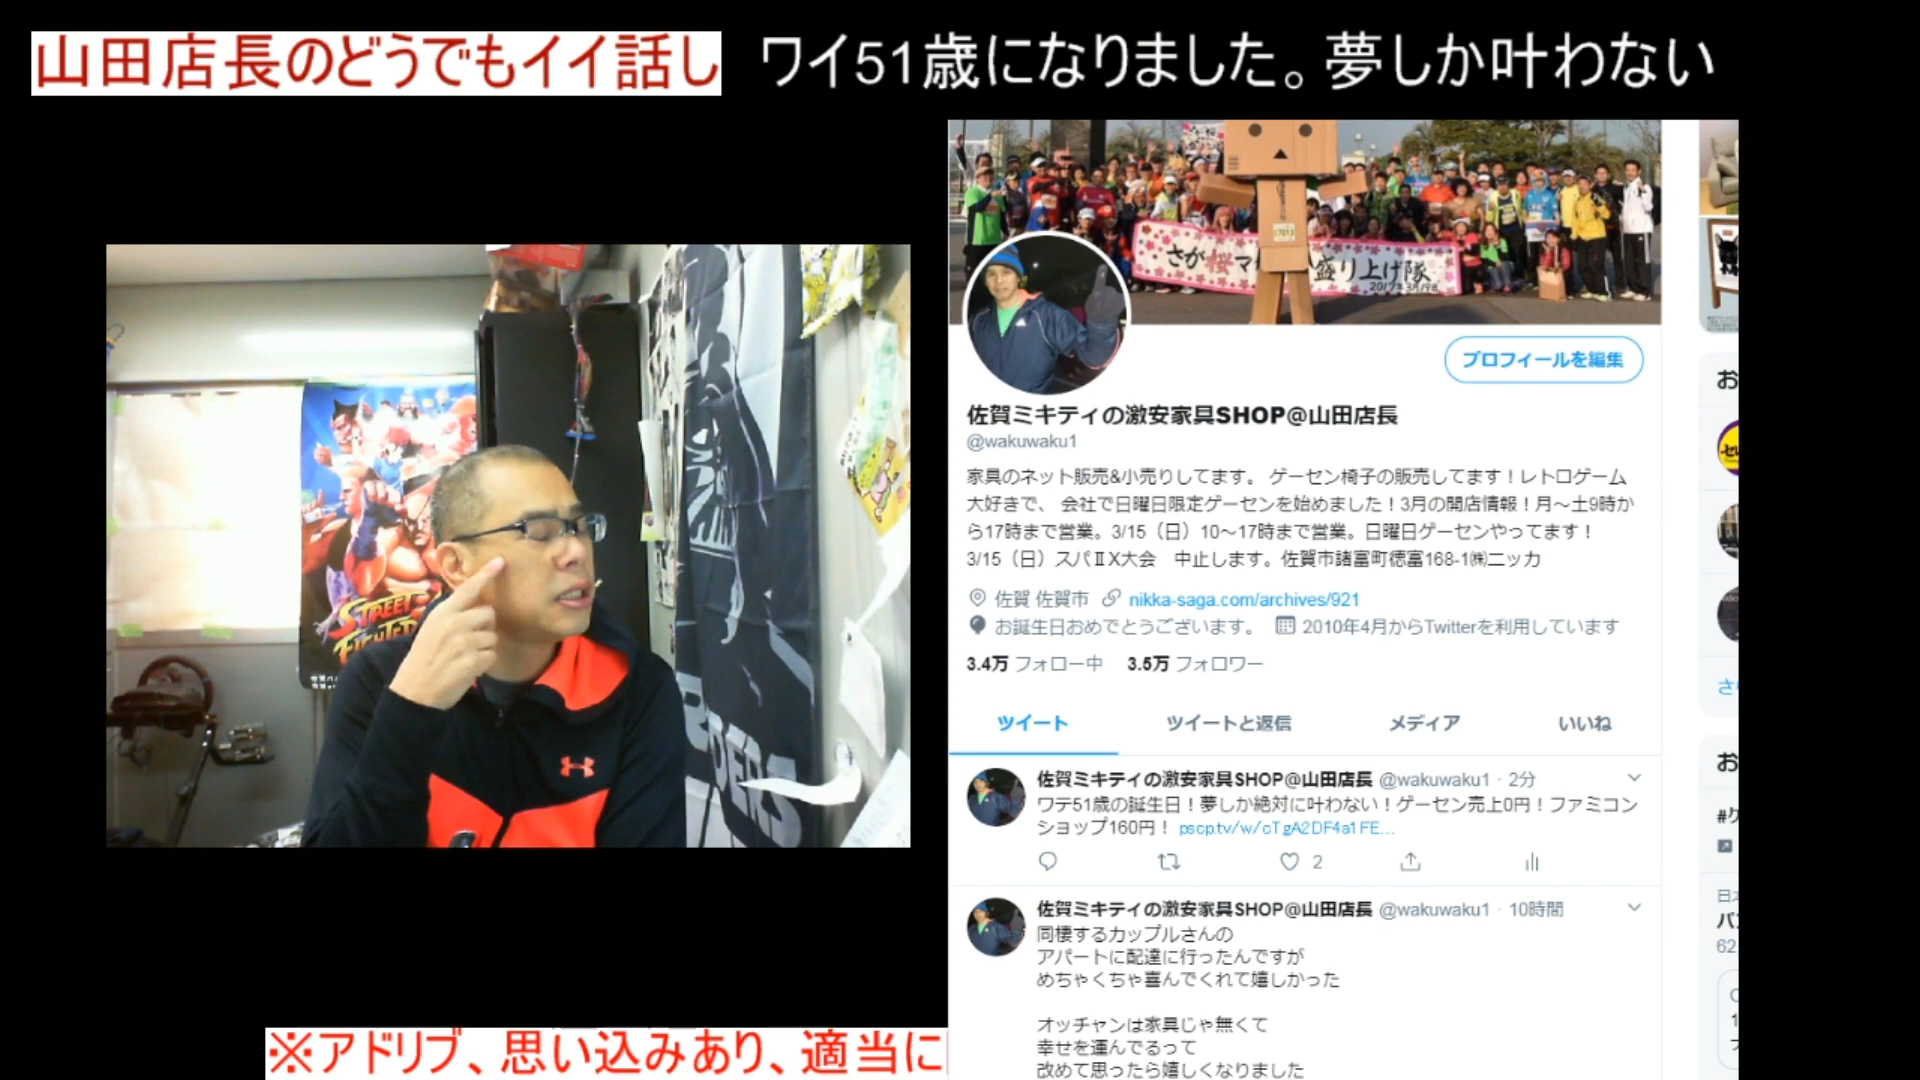 山田店長のどうでもイイ話し
ワイ51歳になりました。夢しか叶わない
STREET
FIGHTER
RIDERS
さが桜マ
盛り上げ隊
プロフィールを編集
佐賀ミキティの激安家具SHOP@山田店長
@wakuwaku1
家具のネット販売&小売りしてます。 ゲーセン椅子の販売してます！レトロゲーム
大好きで、 会社で日曜日限定ゲーセンを始めました！3月の開店情報！月～土9時か
ら17時まで営業。3/15（日）10～17時まで営業。日曜日ゲーセンやってます！
3/15（日）スパⅡX大会　中止します。佐賀市諸富町徳富168-1㈱ニッカ
佐賀 佐賀市 nikka-saga.com/archives/921
お誕生日おめでとうございます。 2010年4月からTwitterを利用しています
3.4万 フォロー中 3.5万 フォロワー
ツイート ツイートと返信 メディア いいね
佐賀ミキティの激安家具SHOP@山田店長 @wakuwaku1 · 2分
ワテ51歳の誕生日！夢しか絶対に叶わない！ゲーセン売上0円！ファミコン
ショップ160円！ pscp.tv/w/cTgA2DF4a1FE…
2
佐賀ミキティの激安家具SHOP@山田店長 @wakuwaku1 · 10時間
同棲するカップルさんの
アパートに配達に行ったんですが
めちゃくちゃ喜んでくれて嬉しかった
オッチャンは家具じゃ無くて
幸せを運んでるって
改めて思ったら嬉しくなりました
お
お
62
※アドリブ、思い込みあり、適当に